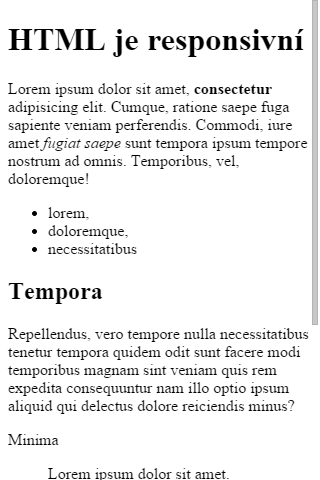 HTML je responsivní
Lorem ipsum dolor sit amet, consectetur
adipisicing elit. Cumque, ratione saepe fuga
sapiente veniam perferendis. Commodi, iure
amet fugiat saepe sunt tempora ipsum tempore
nostrum ad omnis. Temporibus, vel,
doloremque!
• lorem,
• doloremque,
• necessitatibus
Tempora
Repellendus, vero tempore nulla necessitatibus
tenetur tempora quidem odit sunt facere modi
temporibus magnam sint veniam quis rem
expedita consequuntur nam illo optio ipsum
aliquid qui delectus dolore reiciendis minus?
Minima
Lorem ipsum dolor sit amet.